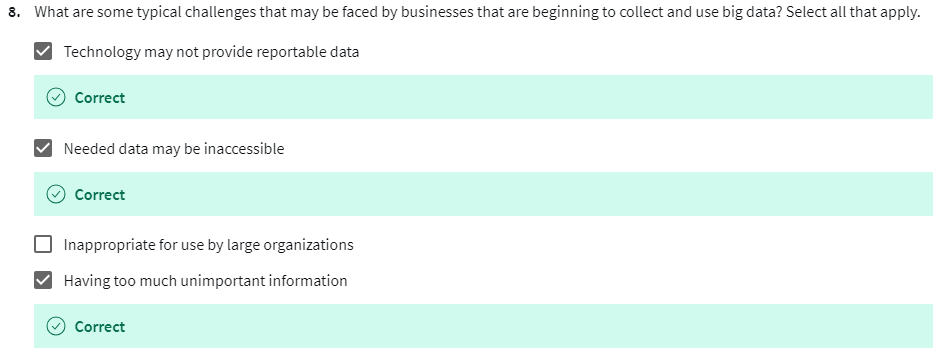 8. What are some typical challenges that may be faced by businesses that are beginning to collect and use big data? Select all that apply.
Technology may not provide reportable data
Correct
Needed data may be inaccessible
Correct
Inappropriate for use by large organizations
Having too much unimportant information
Correct